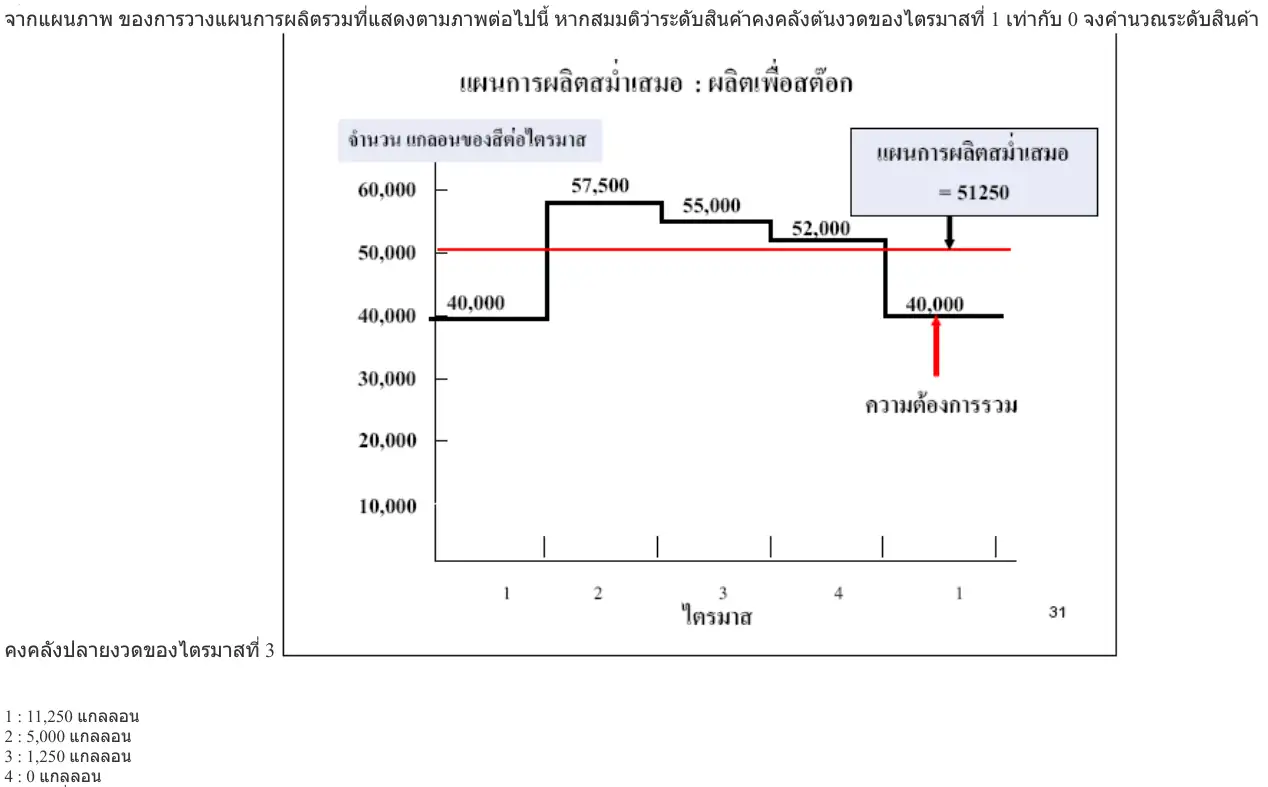 จากแผนภาพ ของการวางแผนการผลิตรวมที่แสดงตามภาพต่อไปนี้ หากสมมติว่าระดับสินค้าคงคลังต้นงวดของไตรมาสที่ 1 เท่ากับ 0 จงคำนวณระดับสินค้า
แผนการผลิตสม่ำเสมอ : ผลิตเพื่อสต๊อก
จำนวน แกลอนของสีต่อไตรมาส
แผนการผลิตสม่ำเสมอ
= 51250
60,000
57,500
55,000
52,000
50,000
40,000
40,000
40,000
30,000
ความต้องการรวม
20,000
10,000
1 2 3 4 1
ไตรมาส
31
คงคลังปลายงวดของไตรมาสที่ 3
1 : 11,250 แกลลอน
2 : 5,000 แกลลอน
3 : 1,250 แกลลอน
4 : 0 แกลลอน